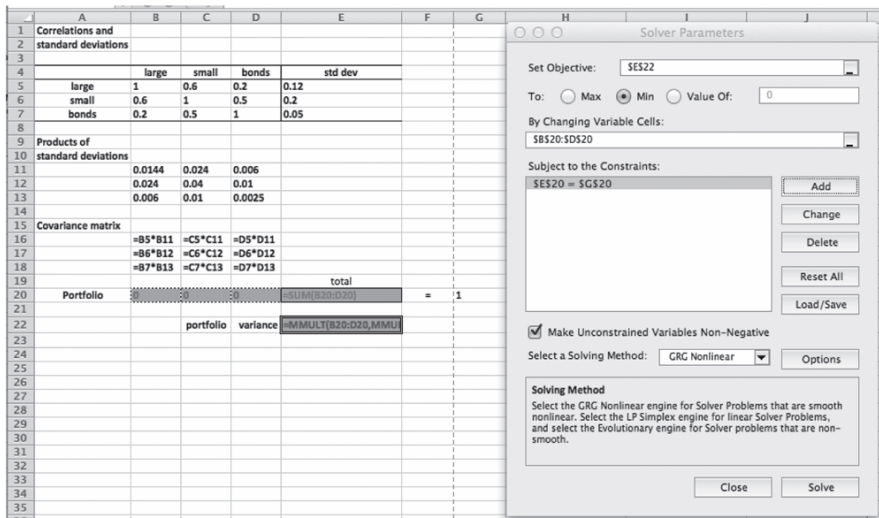 A B C D E F G H I J
1 Correlations and
2 standard deviations
3
4 large small bonds std dev
5 large 1 0.6 0.2 0.12
6 small 0.6 1 0.5 0.2
7 bonds 0.2 0.5 1 0.05
8
9 Products of
10 standard deviations
11 0.0144 0.024 0.006
12 0.024 0.04 0.01
13 0.006 0.01 0.0025
14
15 Covariance matrix
16 =B5*B11 =C5*C11 =D5*D11
17 =B6*B12 =C6*C12 =D6*D12
18 =B7*B13 =C7*C13 =D7*D13
19 total
20 Portfolio 0 0 0 =SUM(B20:D20) = 1
21
22 portfolio variance =MMULT(B20:D20,MMU
23
24
25
26
27
28
29
30
31
32
33
34
35
Solver Parameters
Set Objective: $E$22
To: Max Min Value Of: 0
By Changing Variable Cells:
$B$20:$D$20
Subject to the Constraints:
$E$20 = $G$20
Add
Change
Delete
Reset All
Load/Save
Make Unconstrained Variables Non-Negative
Select a Solving Method: GRG Nonlinear Options
Solving Method
Select the GRG Nonlinear engine for Solver Problems that are smooth
nonlinear. Select the LP Simplex engine for linear Solver Problems,
and select the Evolutionary engine for Solver problems that are non-
smooth.
Close Solve